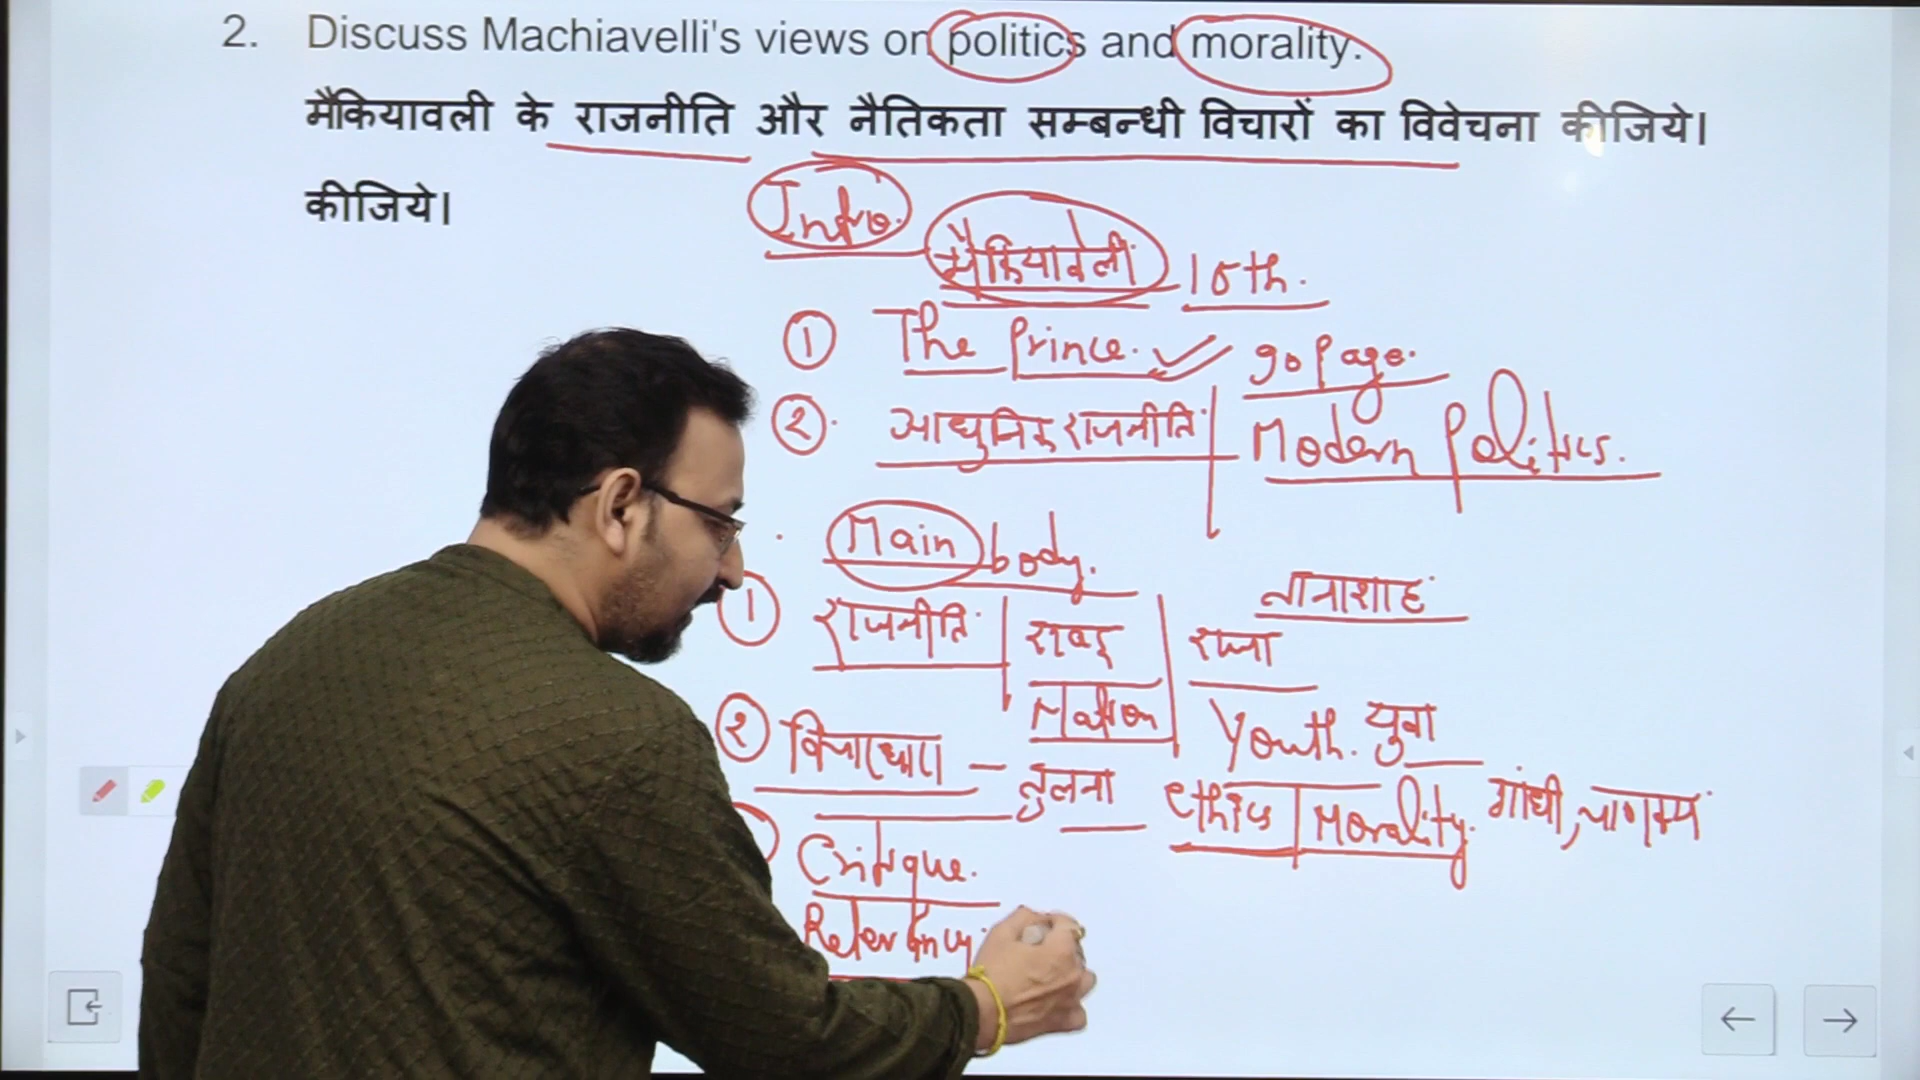 2. Discuss Machiavelli's views on politics and morality.
मैकियावली के राजनीति और नैतिकता सम्बन्धी विचारों का विवेचना कीजिये।
कीजिये।
Intro.
मैकियावेली 16th.
① The Prince. 90 Page.
② आधुनिक राजनीति Modern Politics.
Main body.
तानाशाह
① राजनीति राष्ट्र राजा
Nation Youth. युवा
② विचारधारा – तुलना ethics Morality. गांधी, चाणक्य
Critique.
Relevancy.